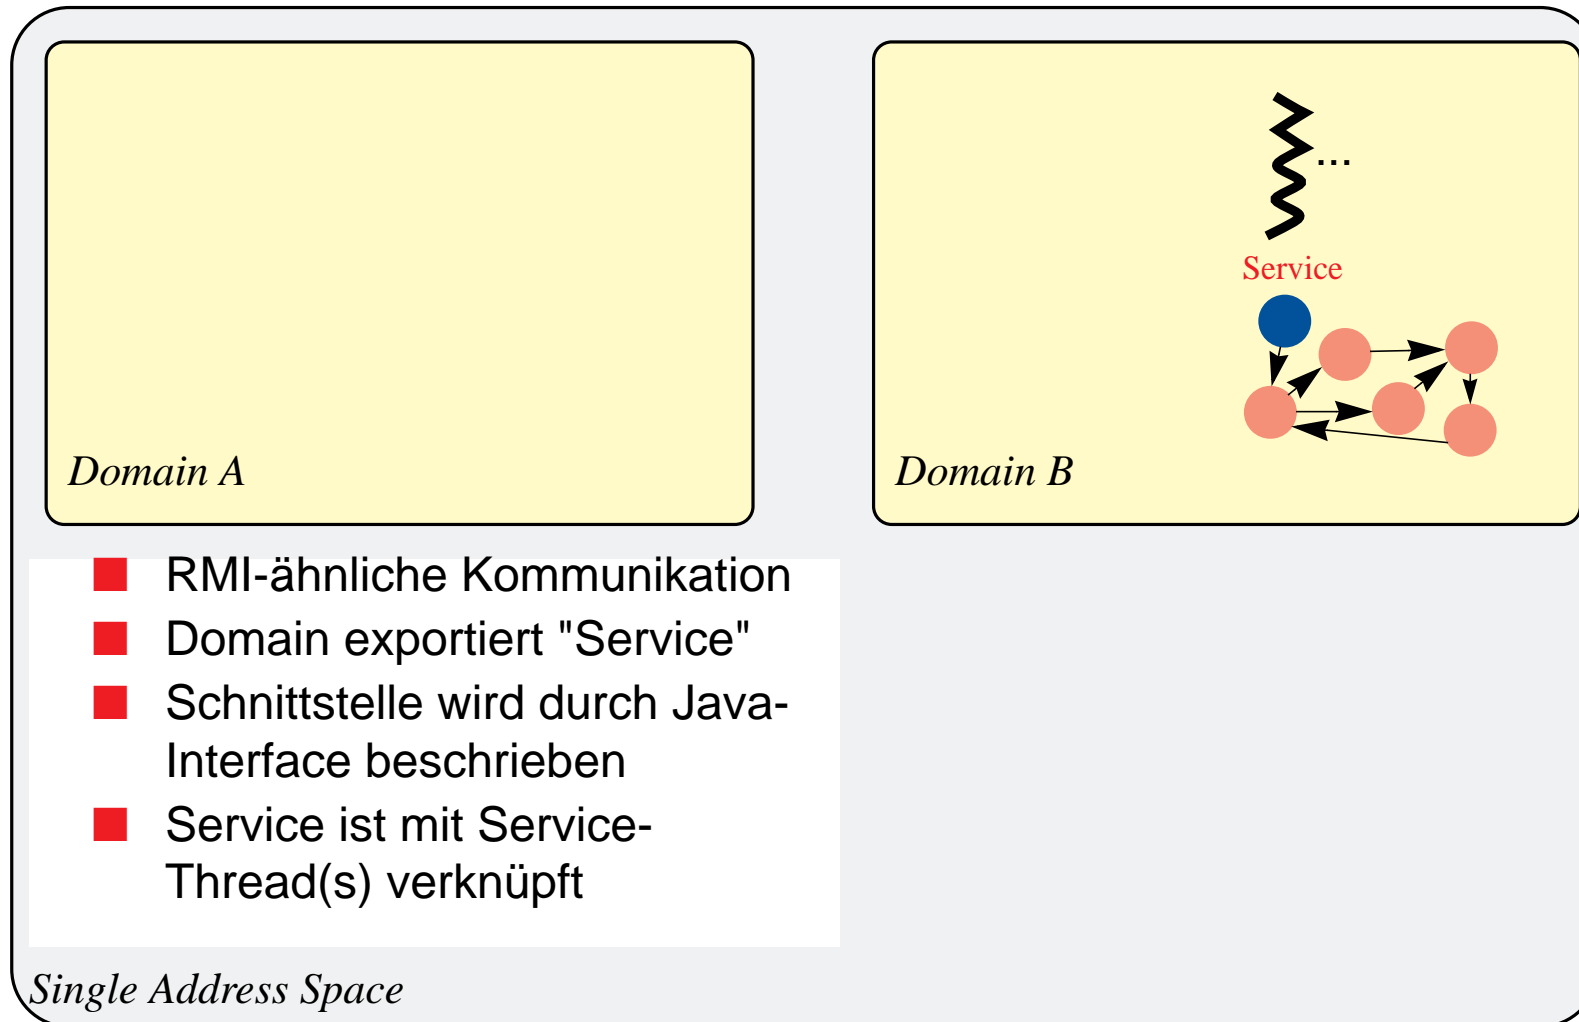 ...
Service
Domain A
Domain B
RMI-ähnliche Kommunikation
Domain exportiert "Service"
Schnittstelle wird durch Java-
Interface beschrieben
Service ist mit Service-
Thread(s) verknüpft
Single Address Space